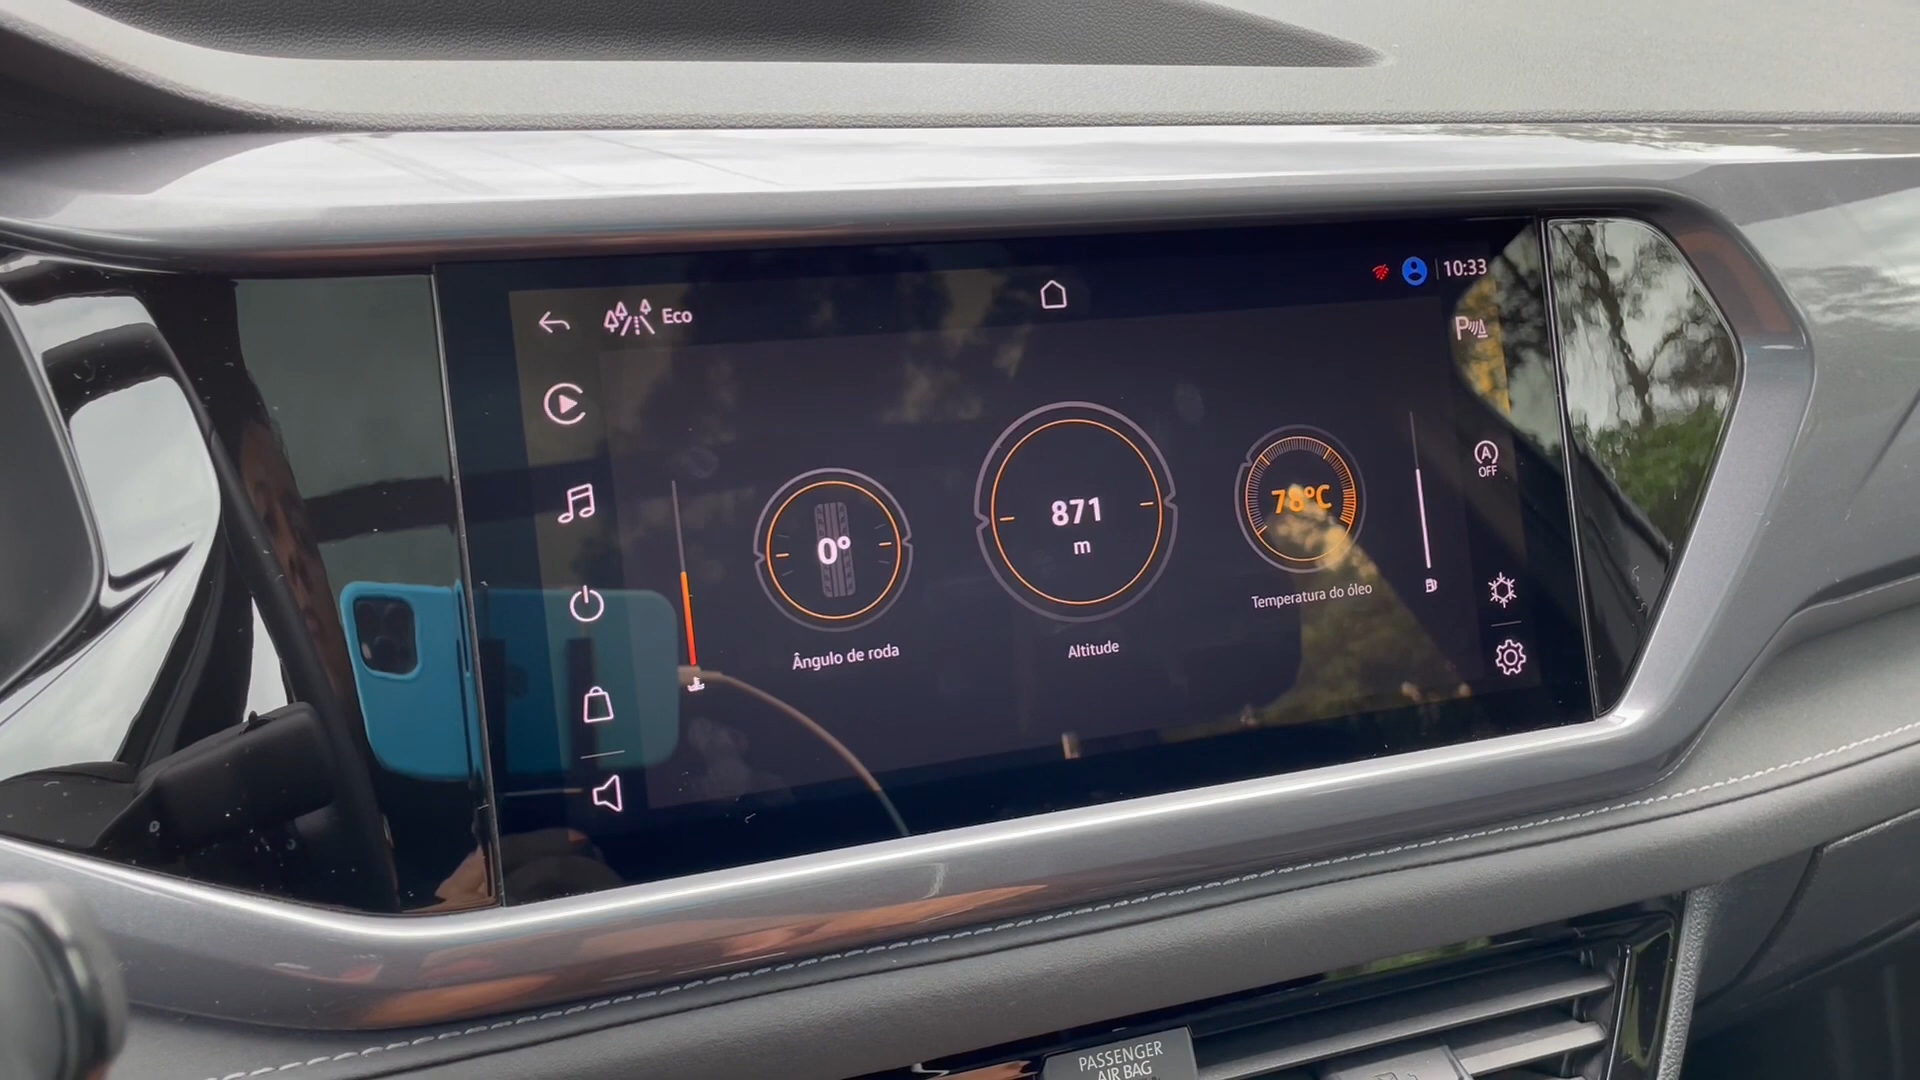 Eco
10:33
P
A
OFF
0°
Ângulo de roda
871
m
Altitude
78°C
Temperatura do óleo
PASSENGER
AIR BAG